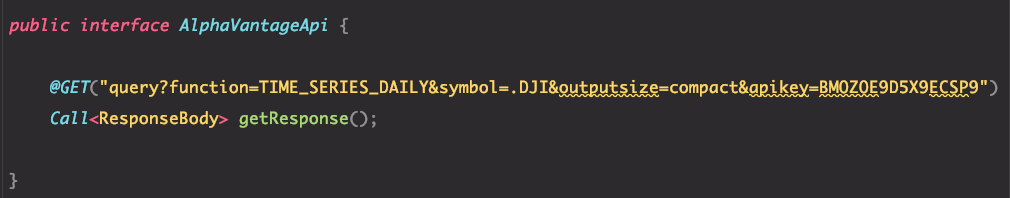 public interface AlphaVantageApi {
@GET("query?function=TIME_SERIES_DAILY&symbol=.DJI&outputsize=compact&apikey=BMOZOE9D5X9ECSP9")
Call<ResponseBody> getResponse();
}